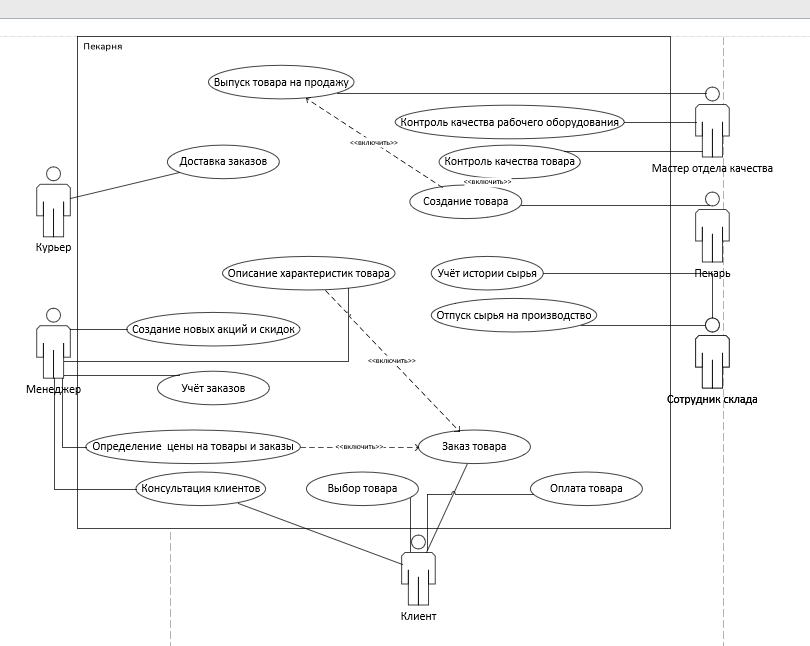 Пекарня
Выпуск товара на продажу
Контроль качества рабочего оборудования
<<включить>>
Доставка заказов
Контроль качества товара
Мастер отдела качества
<<включить>>
Создание товара
Курьер
Описание характеристик товара
Учёт истории сырья
Пекарь
Отпуск сырья на производство
Создание новых акций и скидок
<<включить>>
Менеджер
Учёт заказов
Сотрудник склада
Определение цены на товары и заказы
<<включить>>
Заказ товара
Консультация клиентов
Выбор товара
Оплата товара
Клиент